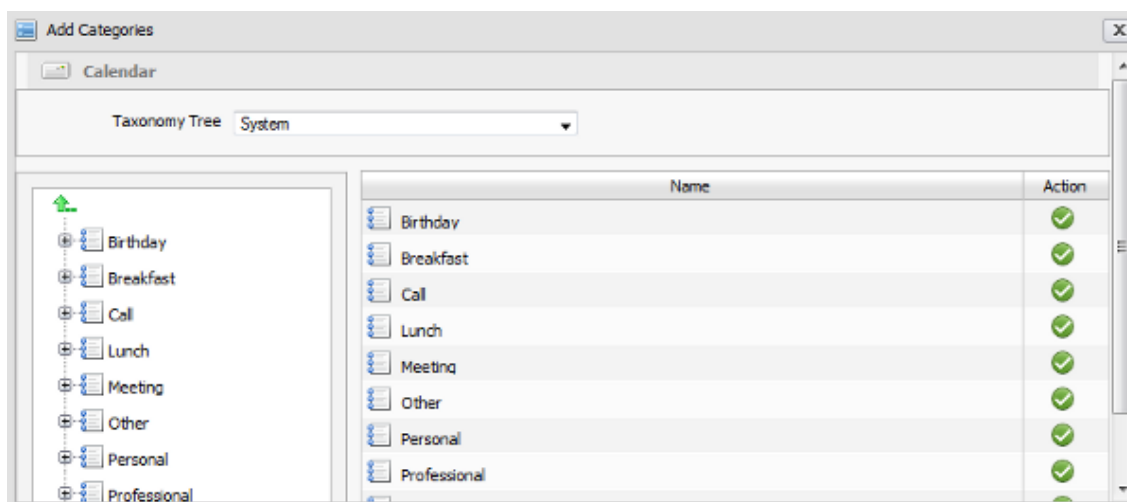 Add Categories
Calendar
Taxonomy Tree System
Name Action
Birthday
Breakfast
Call
Lunch
Meeting
Other
Personal
Professional
Birthday
Breakfast
Call
Lunch
Meeting
Other
Personal
Professional